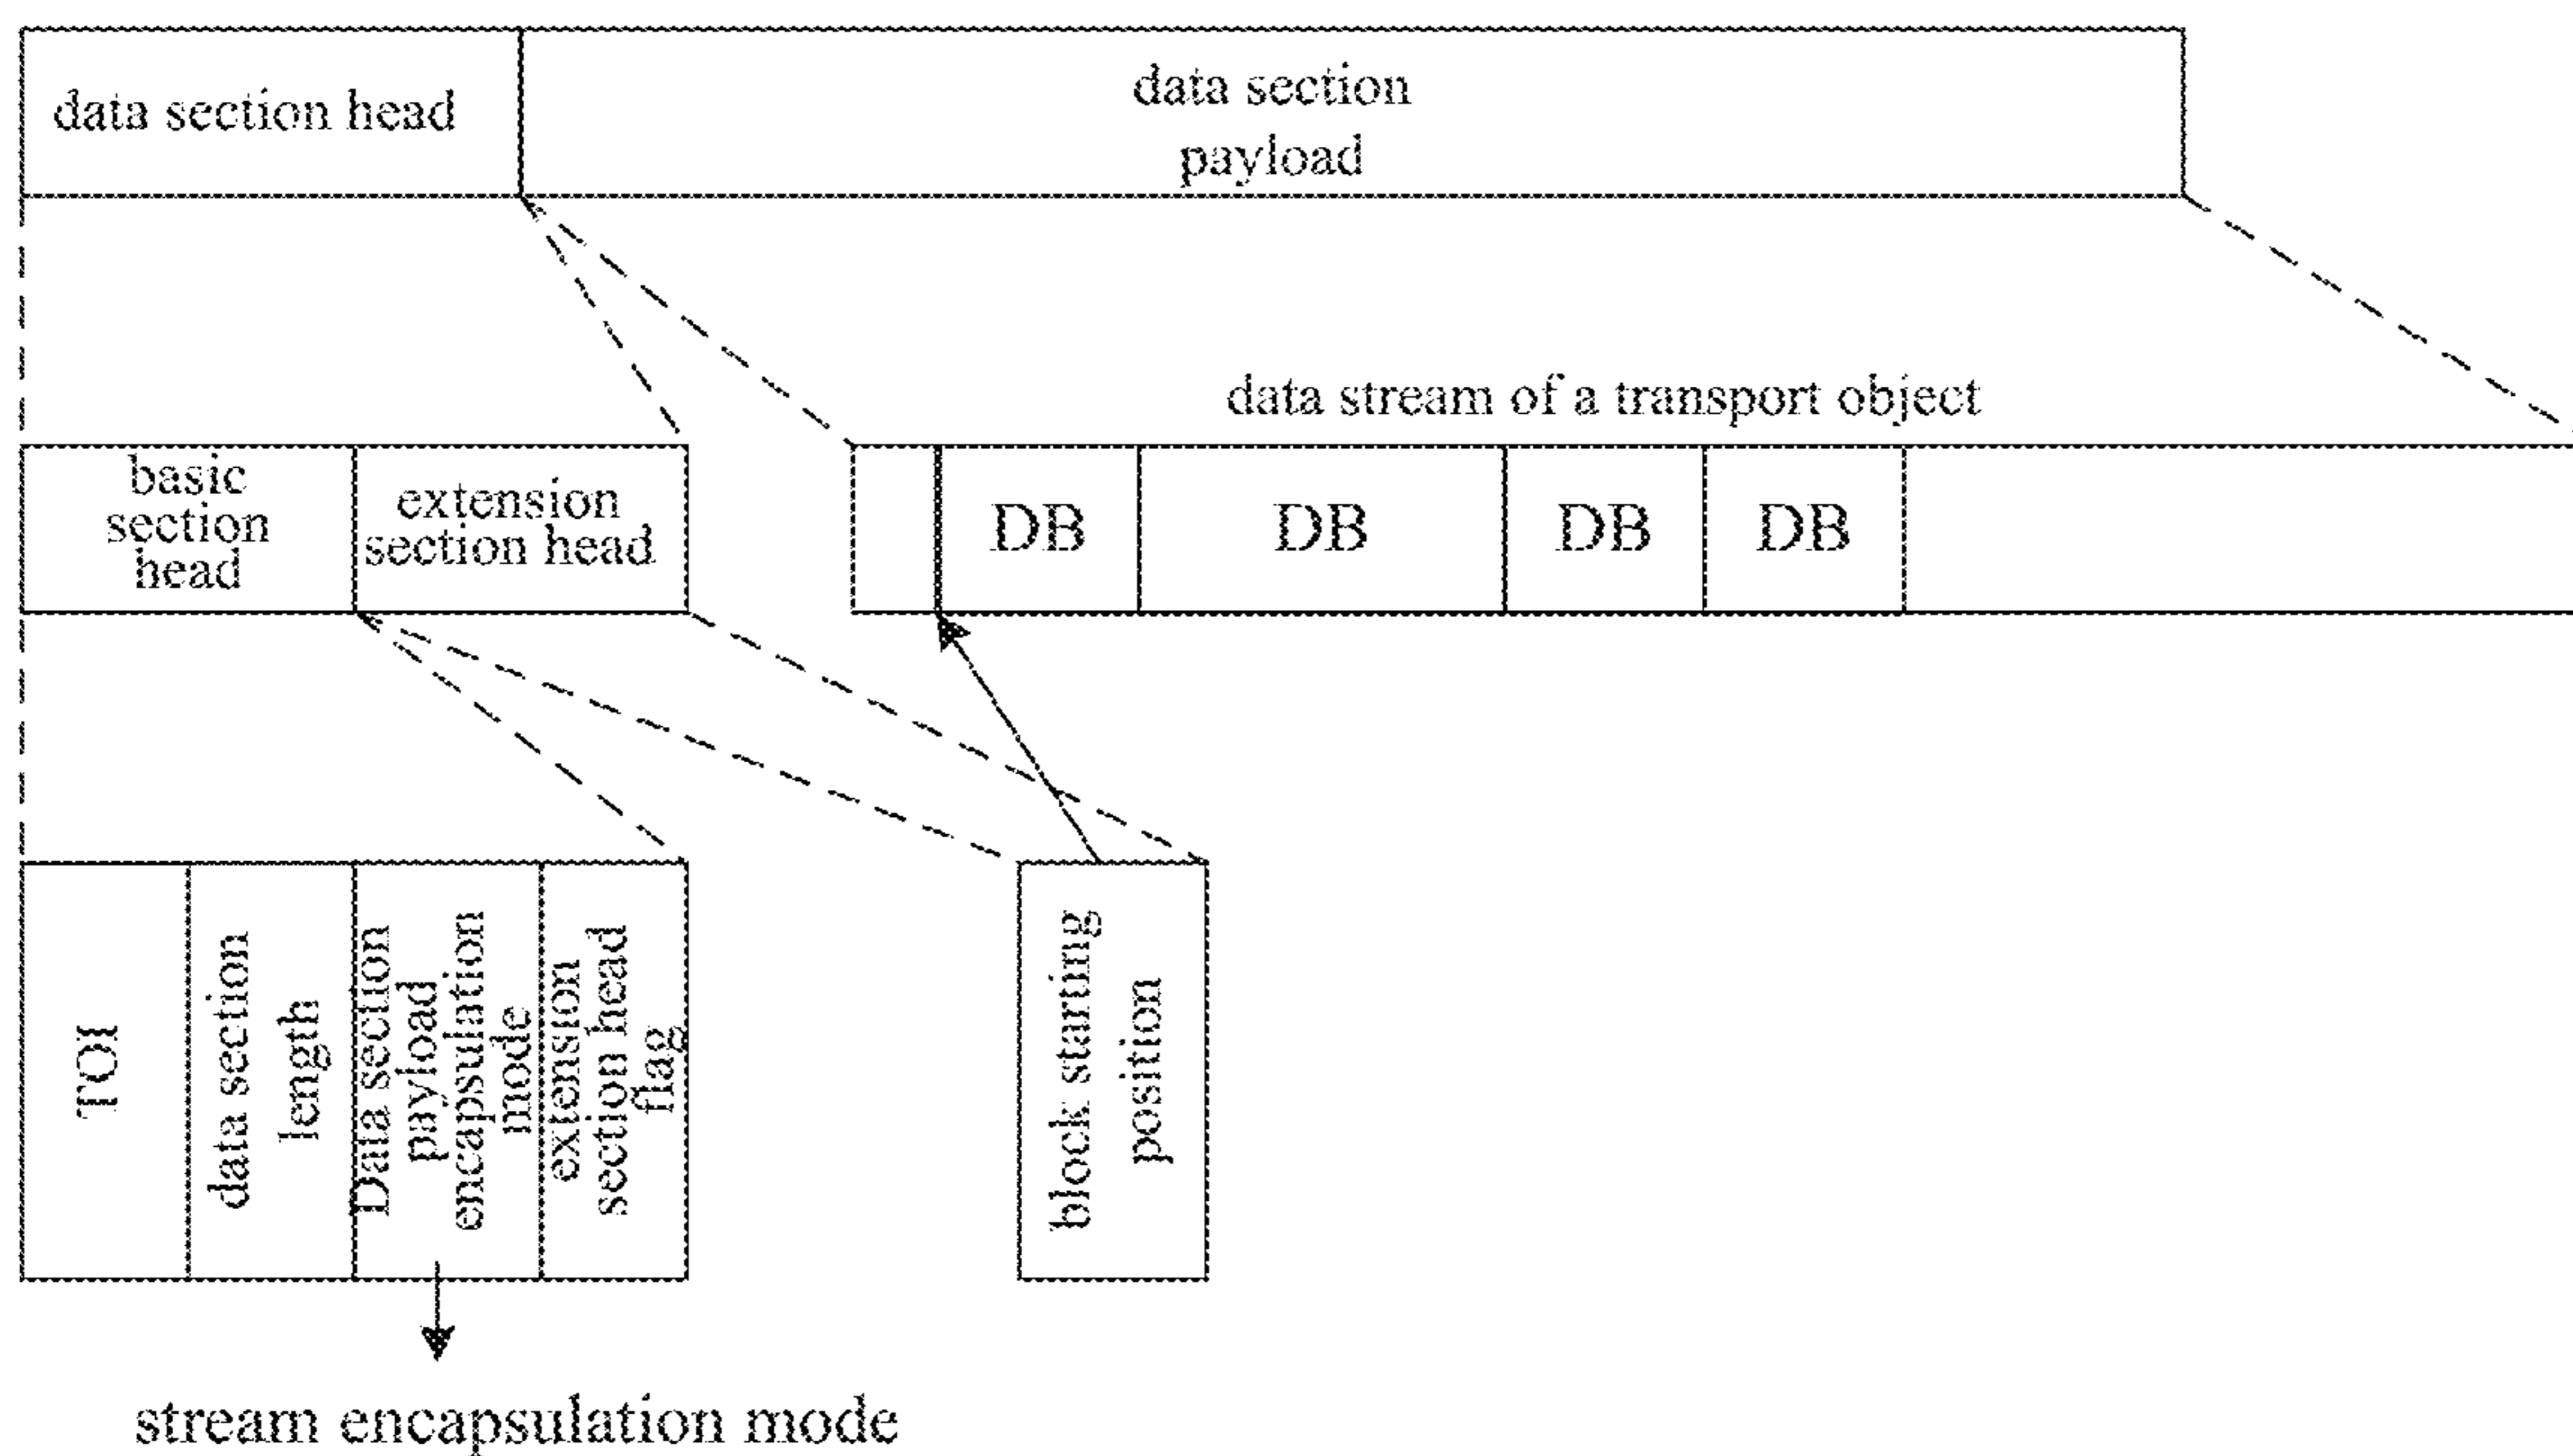 data section head
data section
payload
data stream of a transport object
basic
section
head
extension
section head
DB
DB
DB
DB
TOI
data section
length
Data section
payload
encapsulation
mode
extension
section head
flag
block starting
position
stream encapsulation mode